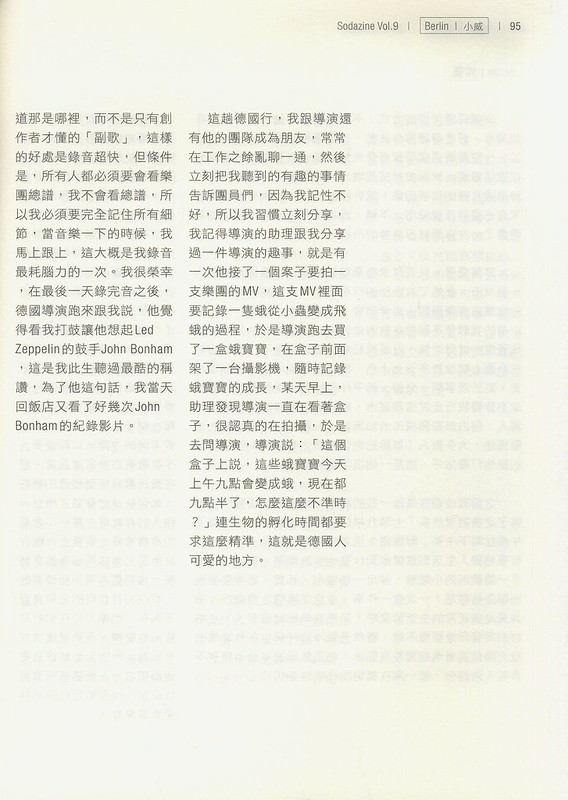 Sodazine Vol.9 | Berlin | 小威 | 95
道那是哪裡，而不是只有創
作者才懂的「副歌」，這樣
的好處是錄音超快，但條件
是，所有人都必須要會看樂
團總譜，我不會看總譜，所
以我必須要完全記住所有細
節，當音樂一下的時候，我
馬上跟上，這大概是我錄音
最耗腦力的一次。我很榮幸
，在最後一天錄完音之後，
德國導演跑來跟我說，他覺
得看我打鼓讓他想起Led
Zeppelin的鼓手John Bonham
，這是我此生聽過最酷的稱
讚，為了他這句話，我當天
回飯店又看了好幾次John
Bonham的紀錄影片。
這趟德國行，我跟導演還
有他的團隊成為朋友，常常
在工作之餘亂聊一通，然後
立刻把我聽到的有趣的事情
告訴團員們，因為我記性不
好，所以我習慣立刻分享，
我記得導演的助理跟我分享
過一件導演的趣事，就是有
一次他接了一個案子要拍一
支樂團的MV，這支MV裡面
要記錄一隻蛾從小蟲變成飛
蛾的過程，於是導演跑去買
了一盒蛾寶寶，在盒子前面
架了一台攝影機，隨時記錄
蛾寶寶的成長，某天早上，
助理發現導演一直在看著盒
子，很認真的在拍攝，於是
去問導演，導演說：「這個
盒子上說，這些蛾寶寶今天
上午九點會變成蛾，現在都
九點半了，怎麼這麼不準時
？」連生物的孵化時間都要
求這麼精準，這就是德國人
可愛的地方。